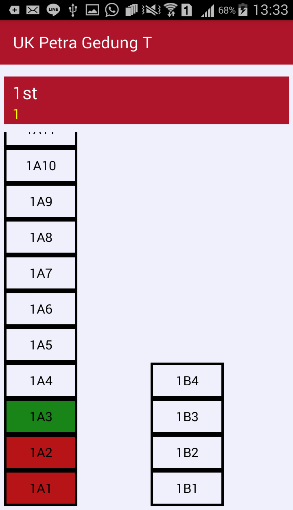 68% 13:33
UK Petra Gedung T
1st
1
1A10
1A9
1A8
1A7
1A6
1A5
1A4 1B4
1A3 1B3
1A2 1B2
1A1 1B1